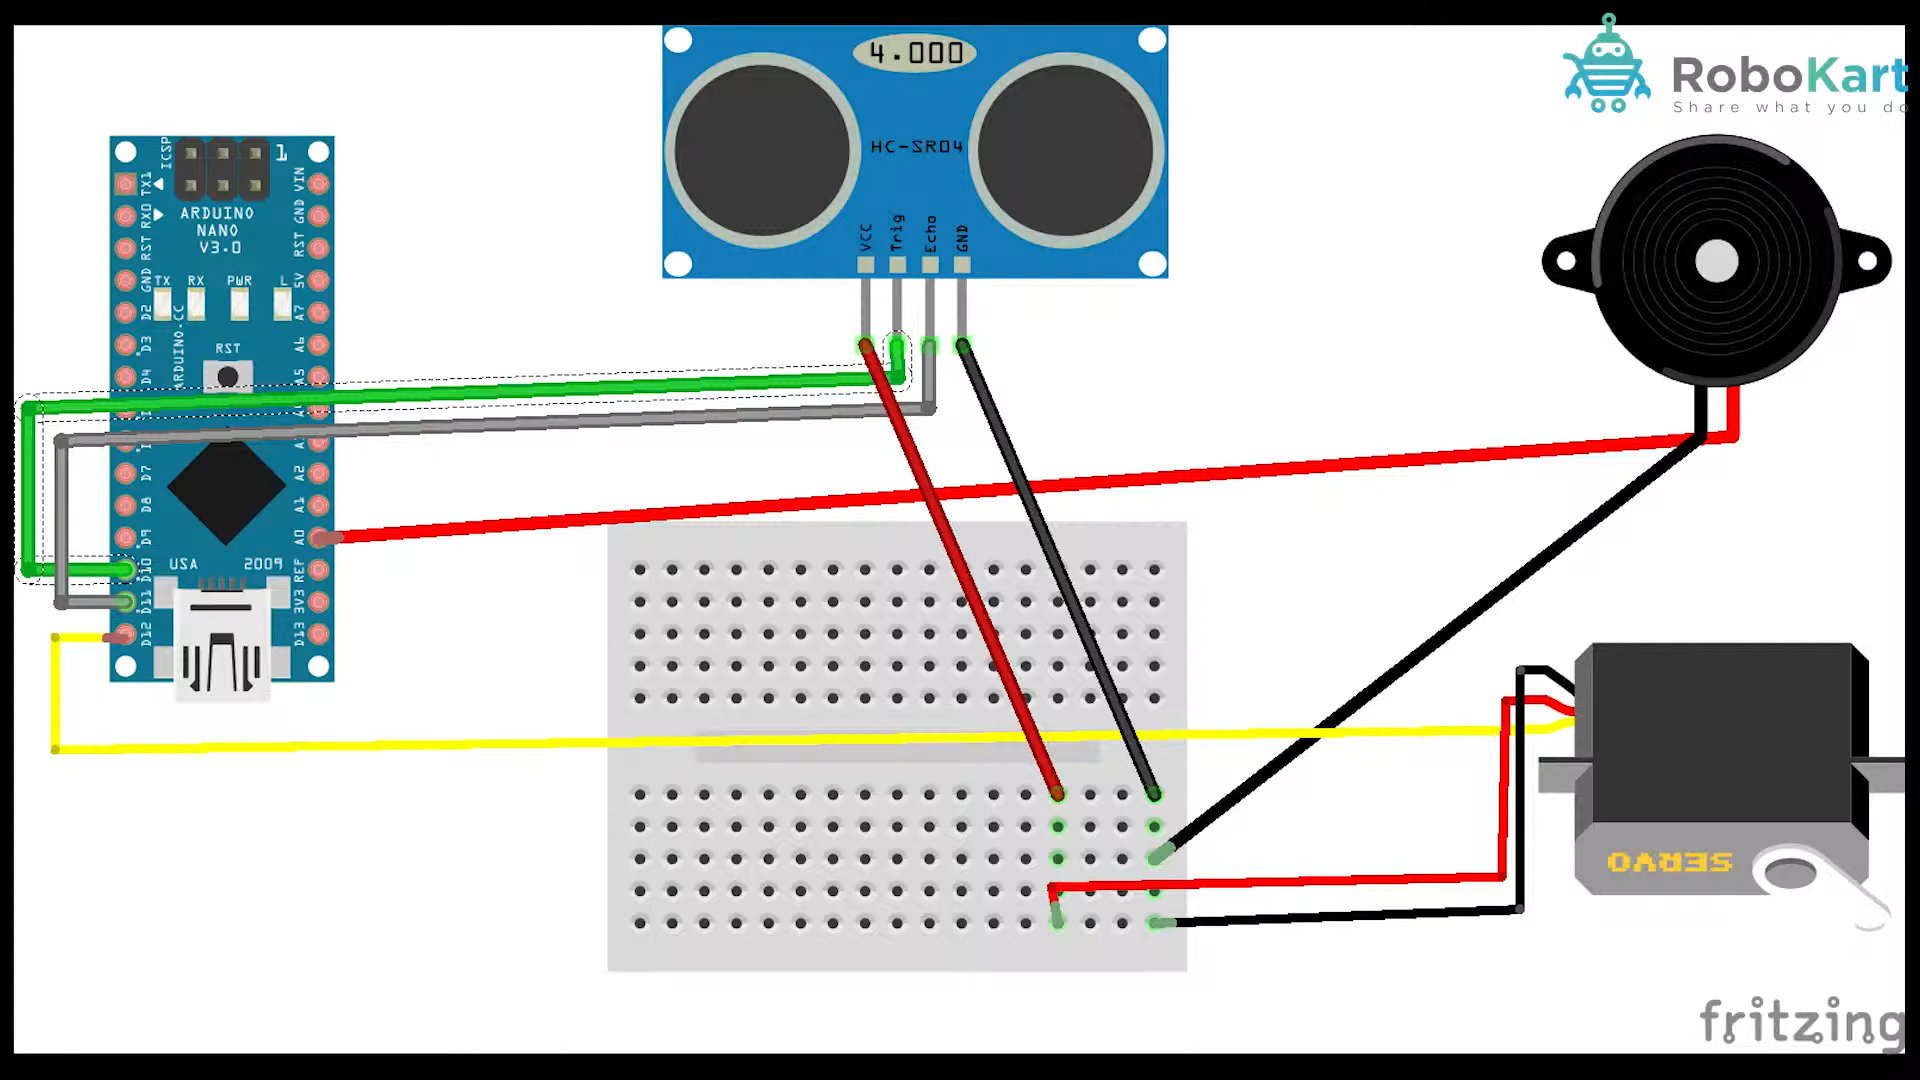 4.000
RoboKart
Share what you do
HC-SR04
VCC
Trig
Echo
GND
ICSP
1
ARDUINO
NANO
V3.0
TX
RX
PWR
L
ARDUINO.CC
RST
USA
2009
TX1
RX0
RST
GND
D2
D3
D4
D7
D8
D9
D10
D11
D12
VIN
GND
RST
5V
A7
A6
A5
A2
A1
A0
REF
3V3
D13
SERVO
fritzing